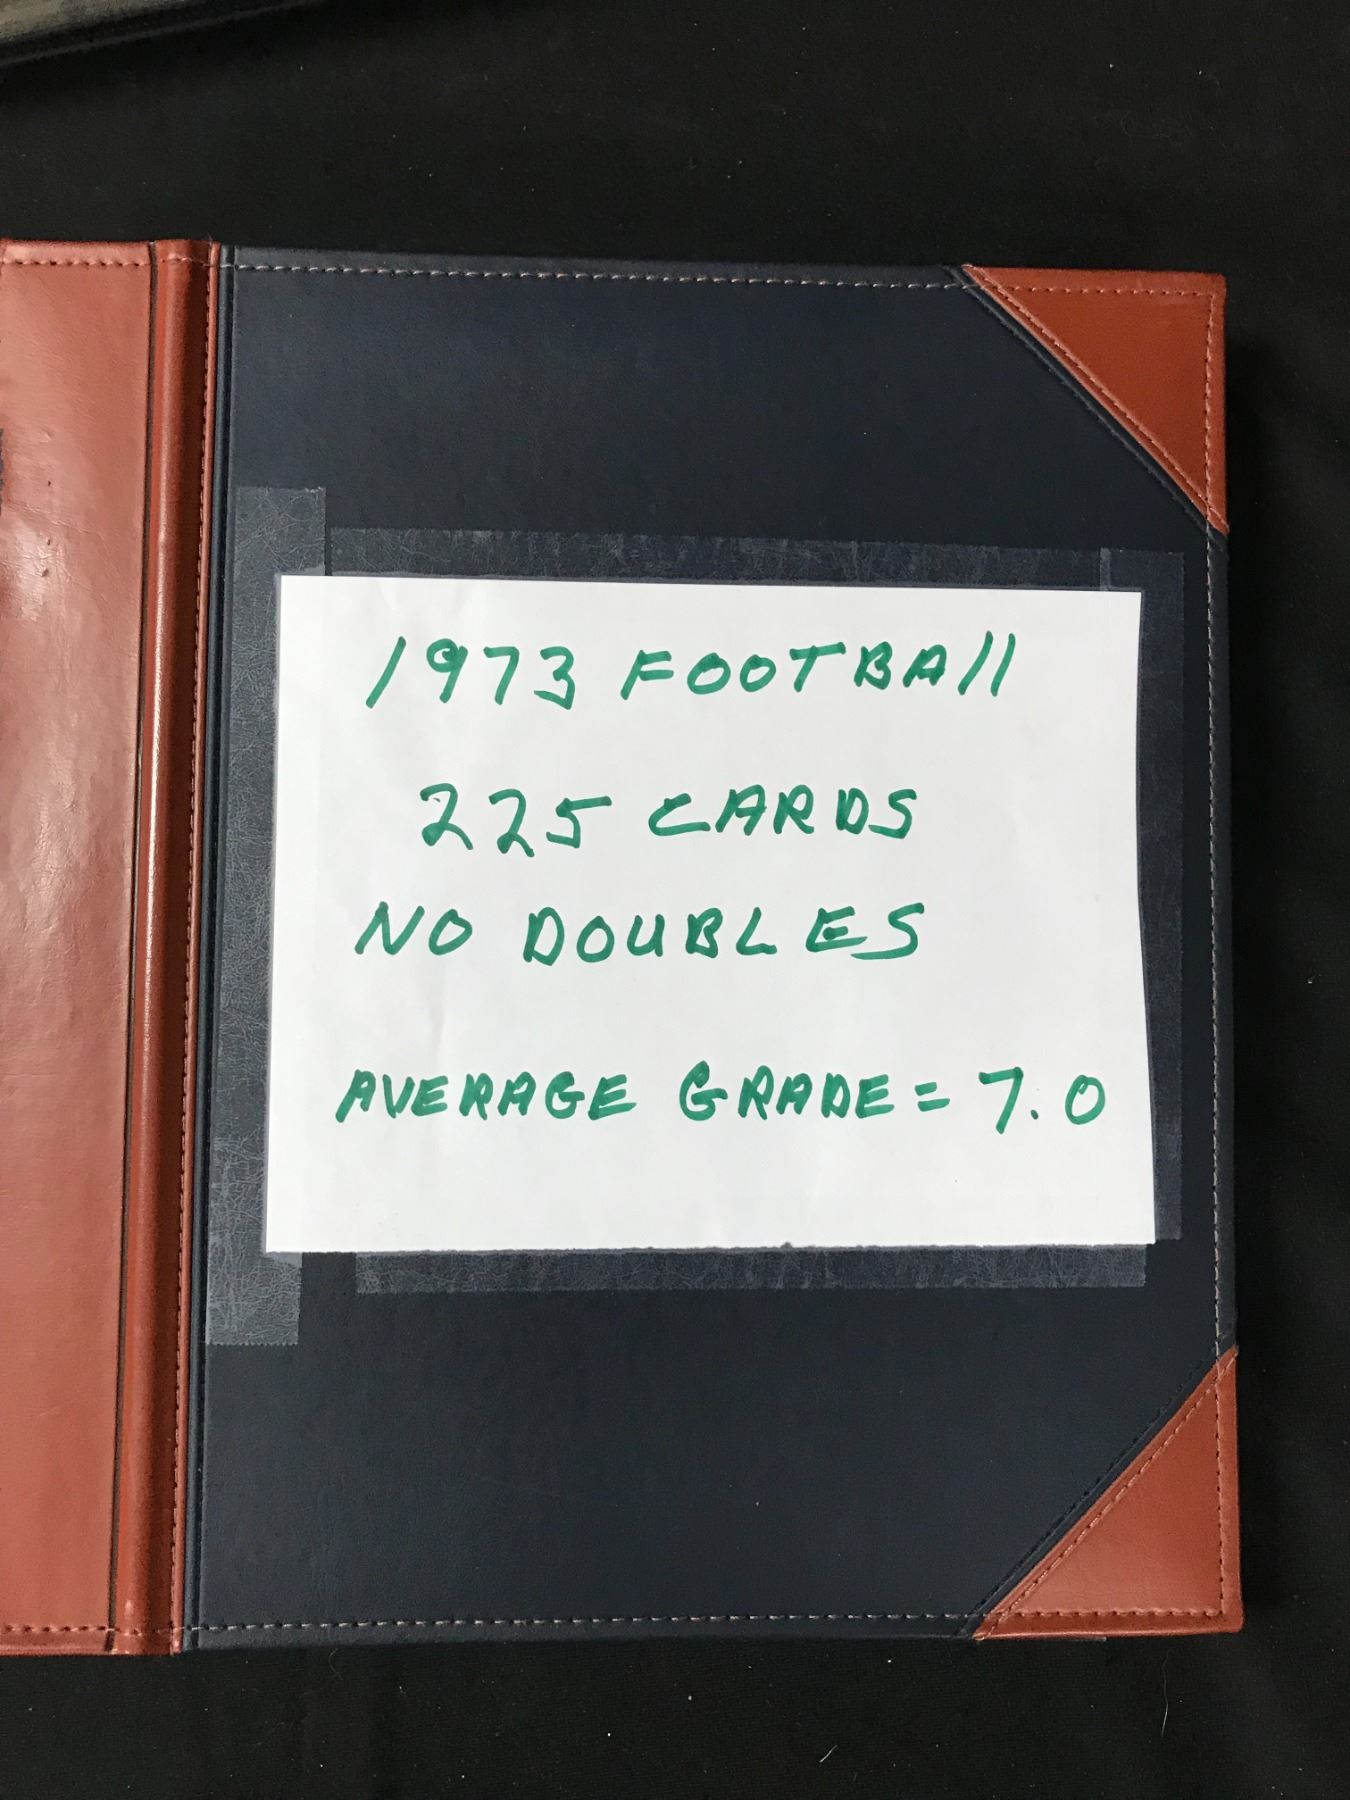 1973 FOOTBAll
225 CARDS
NO DOUBLES
AVERAGE GRADE = 7.0